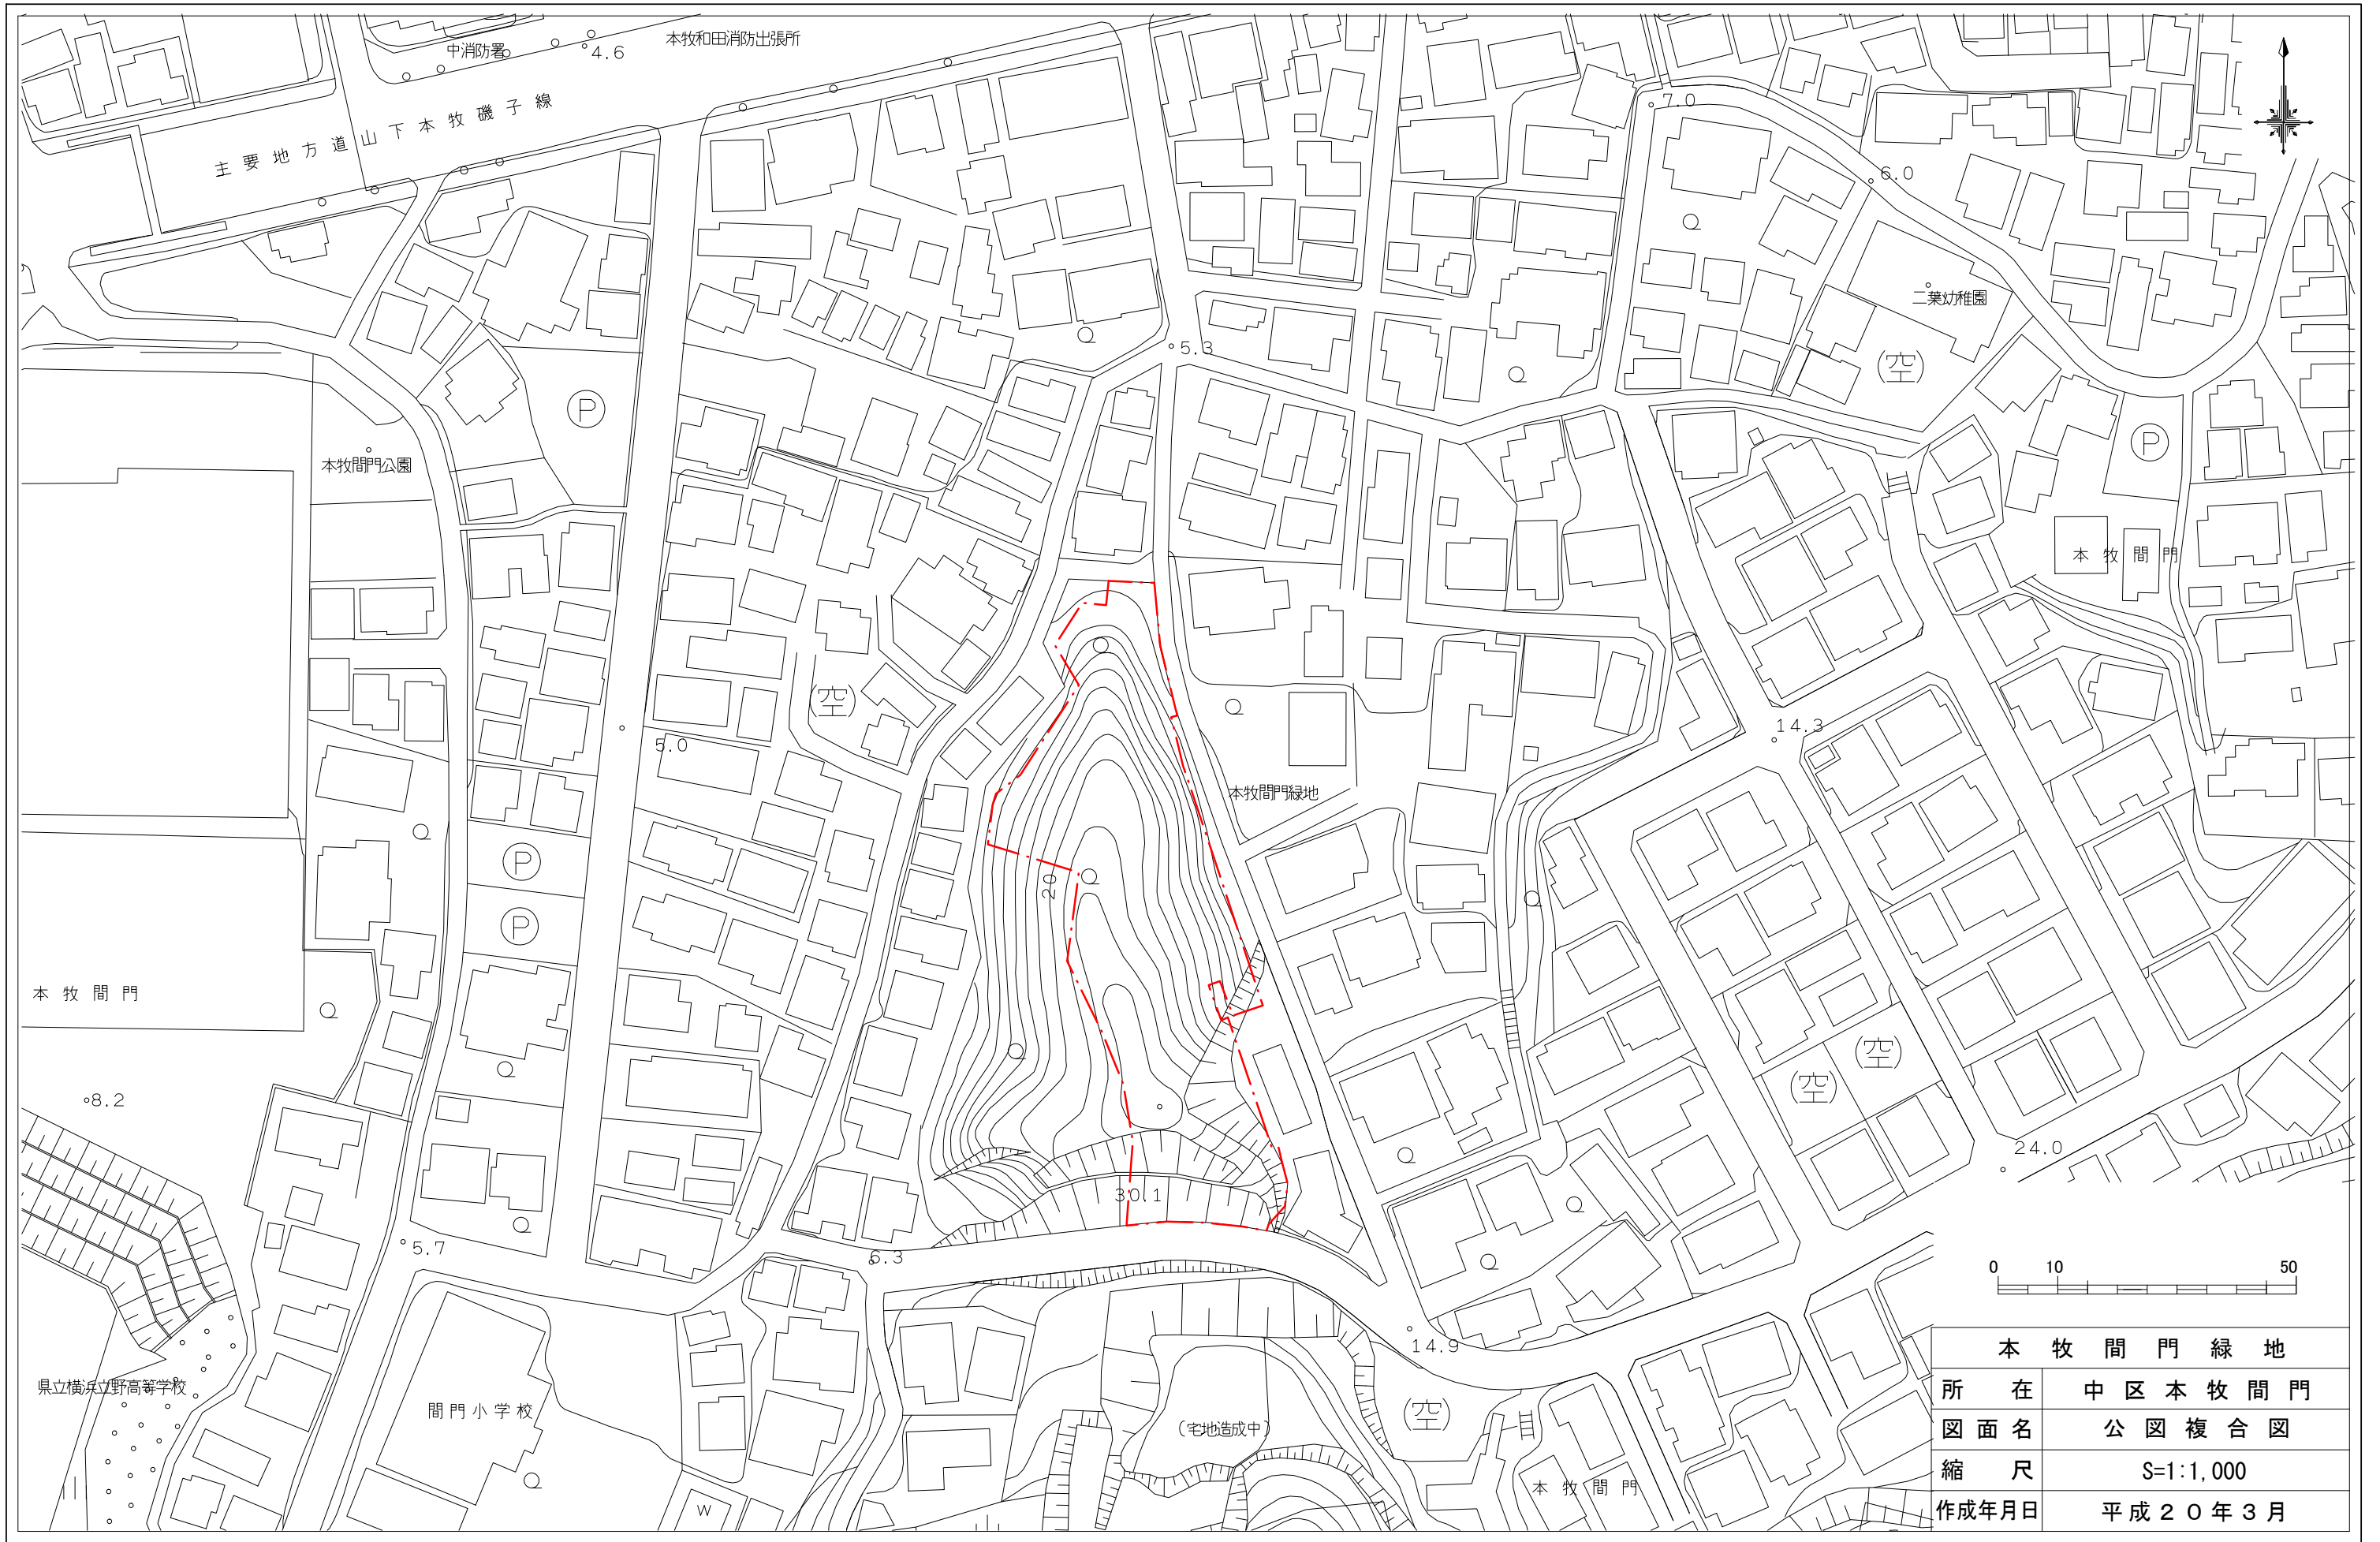 中消防署
4.6
本牧和田消防出張所
主要地方道山下本牧磯子線
7.0
6.0
二葉幼稚園
(空)
5.3
P
P
本牧間門公園
本牧間門
(空)
5.0
14.3
本牧間門緑地
P
20
P
本牧間門
(空)
(空)
8.2
24.0
30.1
5.7
6.3
0 10 50
14.9
県立横浜立野高等学校
間門小学校
(空)
(宅地造成中)
本牧間門
W
本牧間門緑地
所在 中区本牧間門
図面名 公図複合図
縮尺 S=1:1,000
作成年月日 平成20年3月